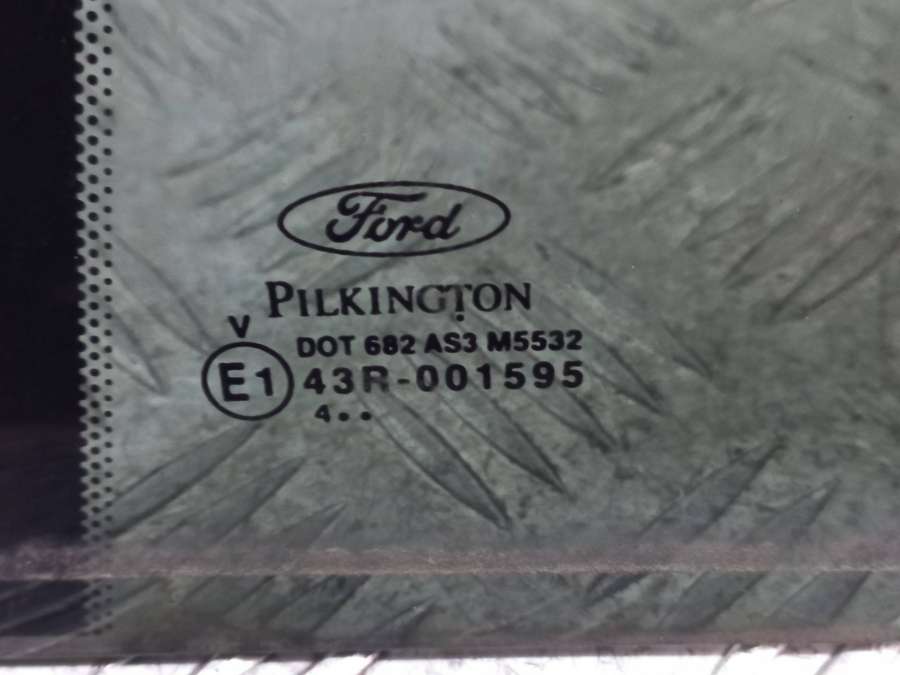 Ford
PILKINGTON
V
DOT 682 AS3 M5532
E1 43R-001595
4..